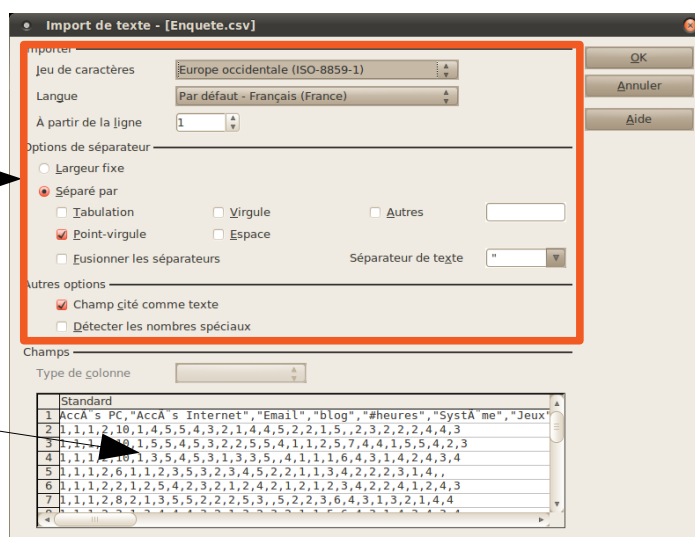 Import de texte - [Enquete.csv]
Importer
Jeu de caractères Europe occidentale (ISO-8859-1)
Langue Par défaut - Français (France)
À partir de la ligne 1
OK
Annuler
Aide
Options de séparateur
Largeur fixe
Séparé par
Tabulation Virgule Autres
Point-virgule Espace
Fusionner les séparateurs Séparateur de texte "
Autres options
Champ cité comme texte
Détecter les nombres spéciaux
Champs
Type de colonne
Standard
1 AccÃ¨s PC,"AccÃ¨s Internet","Email","blog","#heures","SystÃ¨me","Jeux"
2 1,1,1,2,10,1,4,5,5,4,3,2,1,4,4,5,2,2,1,5,,2,3,2,2,2,4,4,3
3 1,1,1,2,10,1,5,5,4,5,3,2,2,5,5,4,1,1,2,5,7,4,4,1,5,5,4,2,3
4 1,1,1,2,10,1,3,5,4,5,3,1,3,3,5,,4,1,1,1,6,4,3,1,4,2,4,3,4
5 1,1,1,2,6,1,1,2,3,5,3,2,3,4,5,2,2,1,1,3,4,2,2,2,3,1,4,,
6 1,1,1,2,2,1,2,5,4,2,3,2,1,2,4,2,1,2,1,2,3,4,2,2,4,1,2,4,3
7 1,1,1,2,8,2,1,3,5,5,2,2,2,5,3,,5,2,2,3,6,4,3,1,3,2,1,4,4